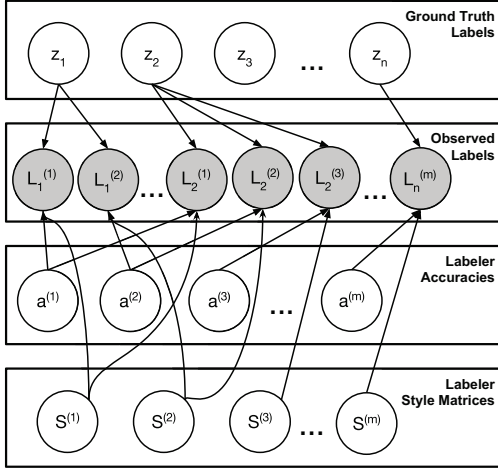 Ground Truth
Labels
z1 z2 z3 ... zn
Observed
Labels
L1(1) L1(2) ... L2(1) L2(2) L2(3) ... Ln(m)
Labeler
Accuracies
a(1) a(2) a(3) ... a(m)
Labeler
Style Matrices
S(1) S(2) S(3) ... S(m)